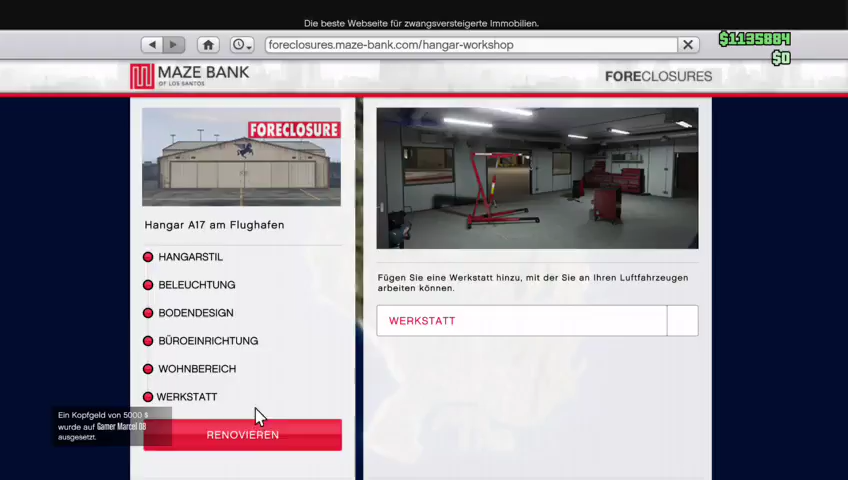 Die beste Webseite für zwangsversteigerte Immobilien.
foreclosures.maze-bank.com/hangar-workshop
$1135884
$0
MAZE BANK
OF LOS SANTOS
FORECLOSURES
FORECLOSURE
Hangar A17 am Flughafen
HANGARSTIL
BELEUCHTUNG
BODENDESIGN
BÜROEINRICHTUNG
WOHNBEREICH
WERKSTATT
RENOVIEREN
Fügen Sie eine Werkstatt hinzu, mit der Sie an Ihren Luftfahrzeugen
arbeiten können.
WERKSTATT
Ein Kopfgeld von 5000 $
wurde auf Gamer Marcel 08
ausgesetzt.